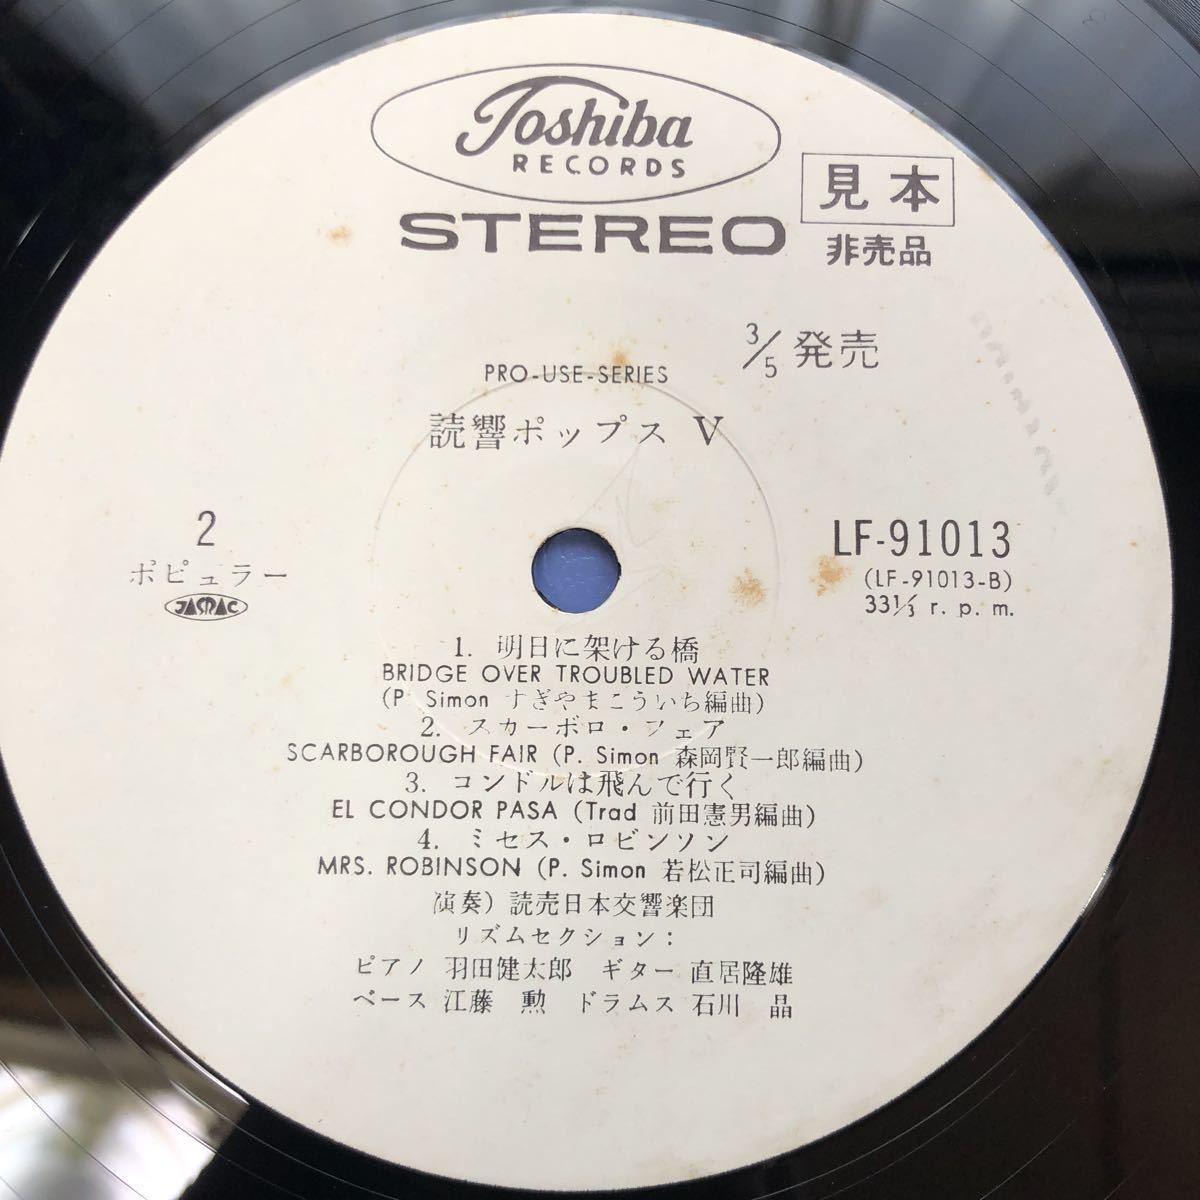 Toshiba
RECORDS
STEREO
見本
非売品
3/5 発売
PRO-USE-SERIES
読響ポップス V
2
ポピュラー
JASRAC
LF-91013
(LF-91013-B)
33⅓ r. p. m.
1. 明日に架ける橋
BRIDGE OVER TROUBLED WATER
(P. Simon すぎやまこういち編曲)
2. スカーボロ・フェア
SCARBOROUGH FAIR (P. Simon 森岡賢一郎編曲)
3. コンドルは飛んで行く
EL CONDOR PASA (Trad 前田憲男編曲)
4. ミセス・ロビンソン
MRS. ROBINSON (P. Simon 若松正司編曲)
演奏) 読売日本交響楽団
リズムセクション:
ピアノ 羽田健太郎 ギター 直居隆雄
ベース 江藤 勲 ドラムス 石川 晶